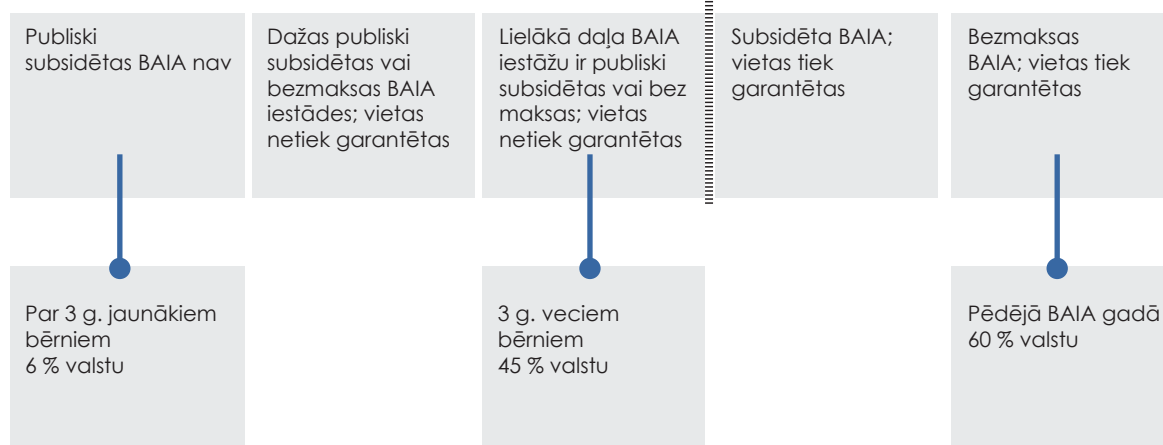 Publiski
subsidētas BAIA nav
Dažas publiski
subsidētas vai
bezmaksas BAIA
iestādes; vietas
netiek garantētas
Lielākā daļa BAIA
iestāžu ir publiski
subsidētas vai bez
maksas; vietas
netiek garantētas
Subsidēta BAIA;
vietas tiek
garantētas
Bezmaksas
BAIA; vietas tiek
garantētas
Par 3 g. jaunākiem
bērniem
6 % valstu
3 g. veciem
bērniem
45 % valstu
Pēdējā BAIA gadā
60 % valstu